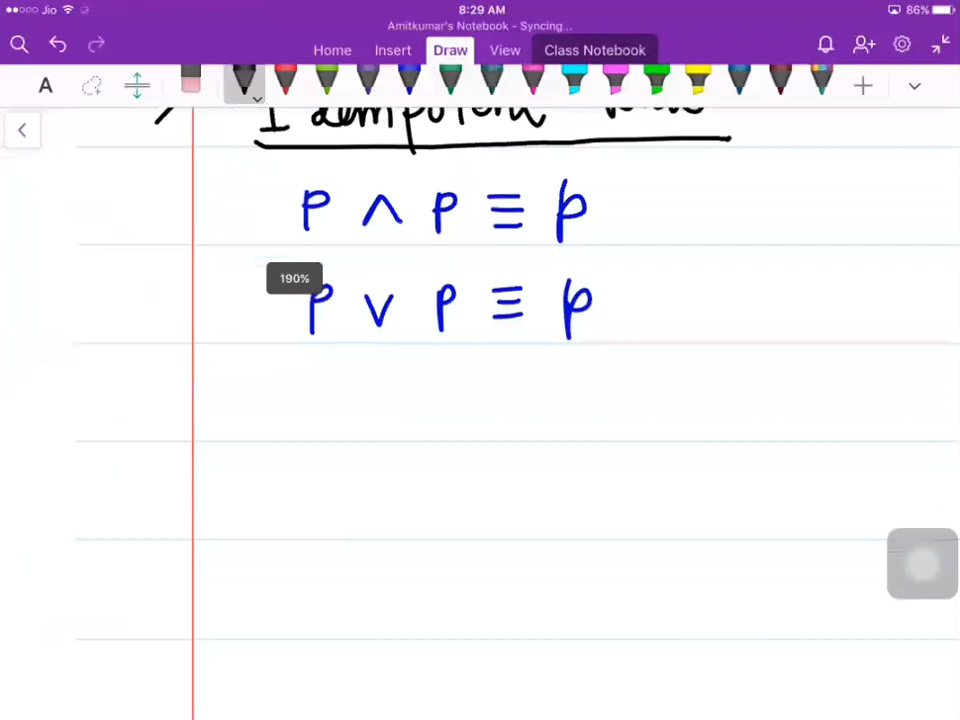 Jio 8:29 AM 86%
Amitkumar's Notebook - Syncing...
Home Insert Draw View Class Notebook
A
Idempotent
p ∧ p ≡ p
190%
p ∨ p ≡ p